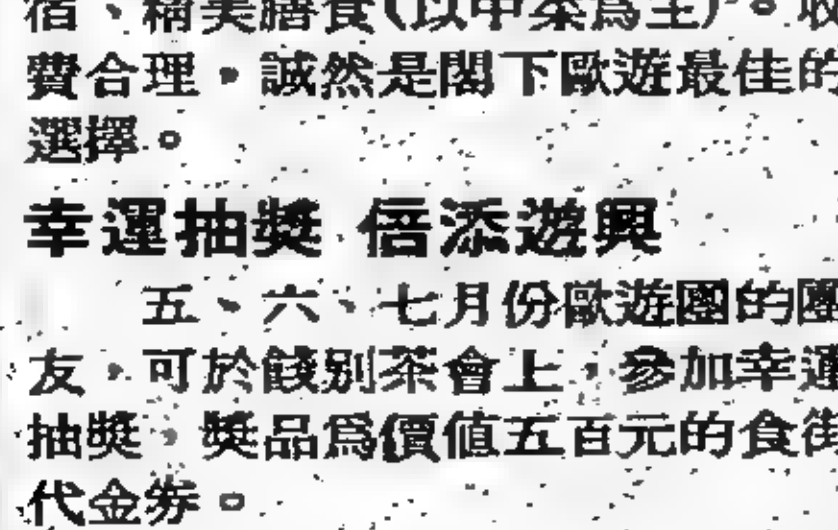 宿、精美膳食(以中菜爲主)。收
費合理,誠然是閣下歐遊最佳的
選擇。
幸運抽獎 倍添遊興
五、六、七月份歐遊團的團
友,可於餞别茶會上,參加幸運
抽獎,獎品爲價值五百元的食街
代金券。